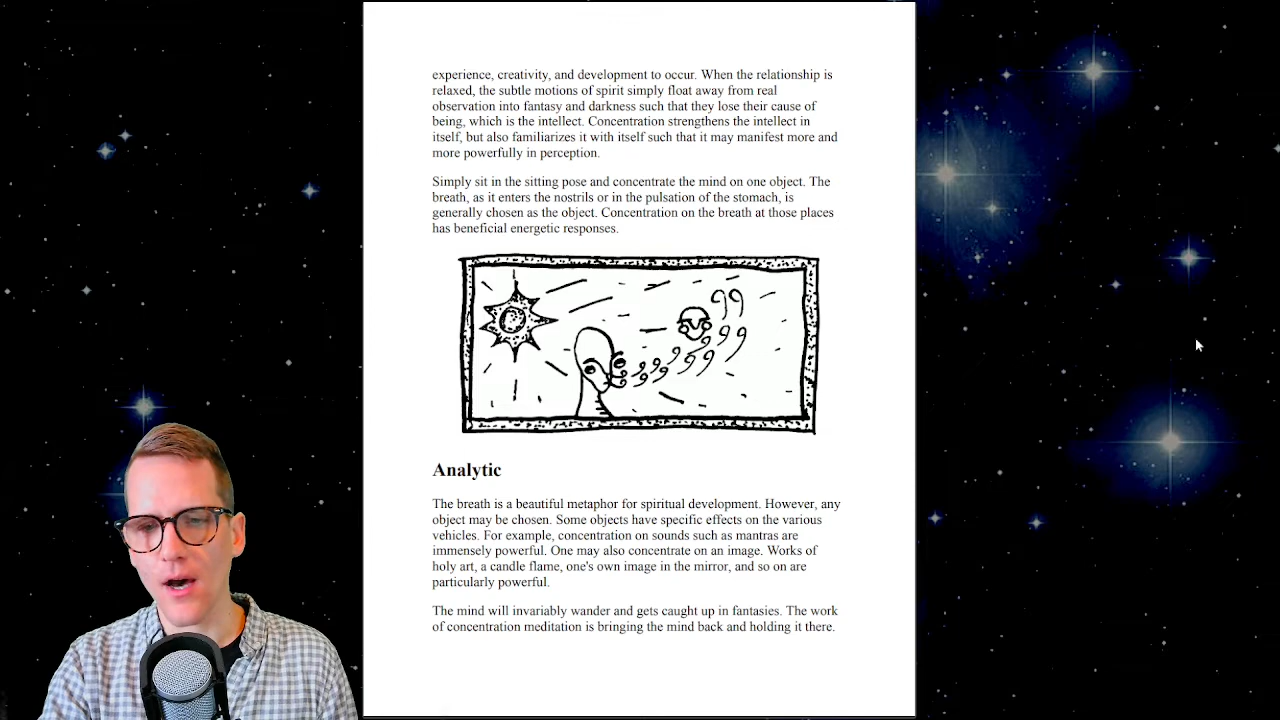 experience, creativity, and development to occur. When the relationship is
relaxed, the subtle motions of spirit simply float away from real
observation into fantasy and darkness such that they lose their cause of
being, which is the intellect. Concentration strengthens the intellect in
itself, but also familiarizes it with itself such that it may manifest more and
more powerfully in perception.
Simply sit in the sitting pose and concentrate the mind on one object. The
breath, as it enters the nostrils or in the pulsation of the stomach, is
generally chosen as the object. Concentration on the breath at those places
has beneficial energetic responses.
Analytic
The breath is a beautiful metaphor for spiritual development. However, any
object may be chosen. Some objects have specific effects on the various
vehicles. For example, concentration on sounds such as mantras are
immensely powerful. One may also concentrate on an image. Works of
holy art, a candle flame, one's own image in the mirror, and so on are
particularly powerful.
The mind will invariably wander and gets caught up in fantasies. The work
of concentration meditation is bringing the mind back and holding it there.